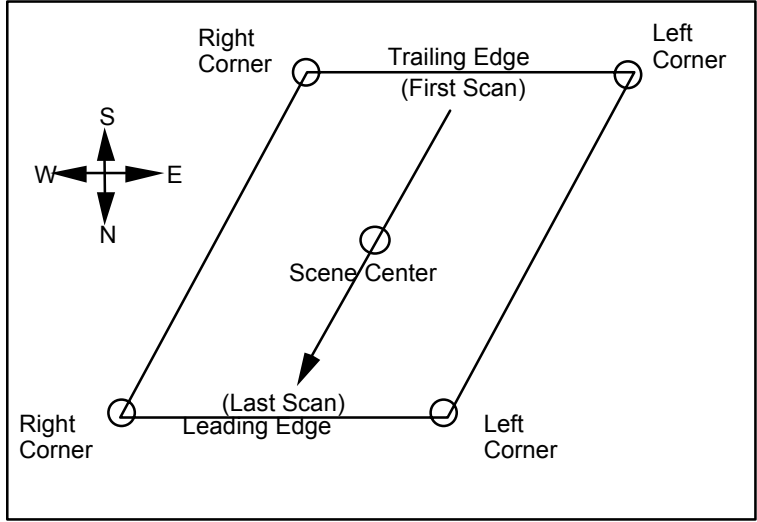 Right
Corner
Trailing Edge
(First Scan)
Left
Corner
S
W
E
N
Scene Center
(Last Scan)
Leading Edge
Right
Corner
Left
Corner